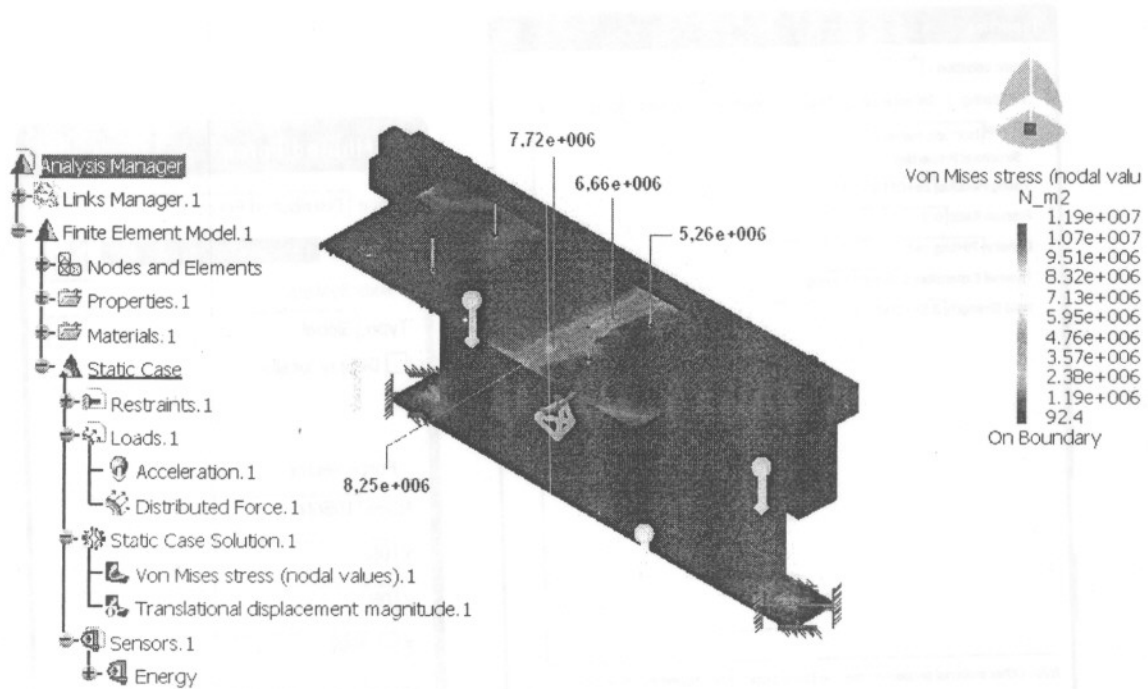 Analysis Manager
Links Manager.1
Finite Element Model.1
Nodes and Elements
Properties.1
Materials.1
Static Case
Restraints.1
Loads.1
Acceleration.1
Distributed Force.1
Static Case Solution.1
Von Mises stress (nodal values).1
Translational displacement magnitude.1
Sensors.1
Energy
7.72e+006
6,66e+006
5,26e+006
8,25e+006
Von Mises stress (nodal valu
N_m2
1.19e+007
1.07e+007
9.51e+006
8.32e+006
7.13e+006
5.95e+006
4.76e+006
3.57e+006
2.38e+006
1.19e+006
92.4
On Boundary